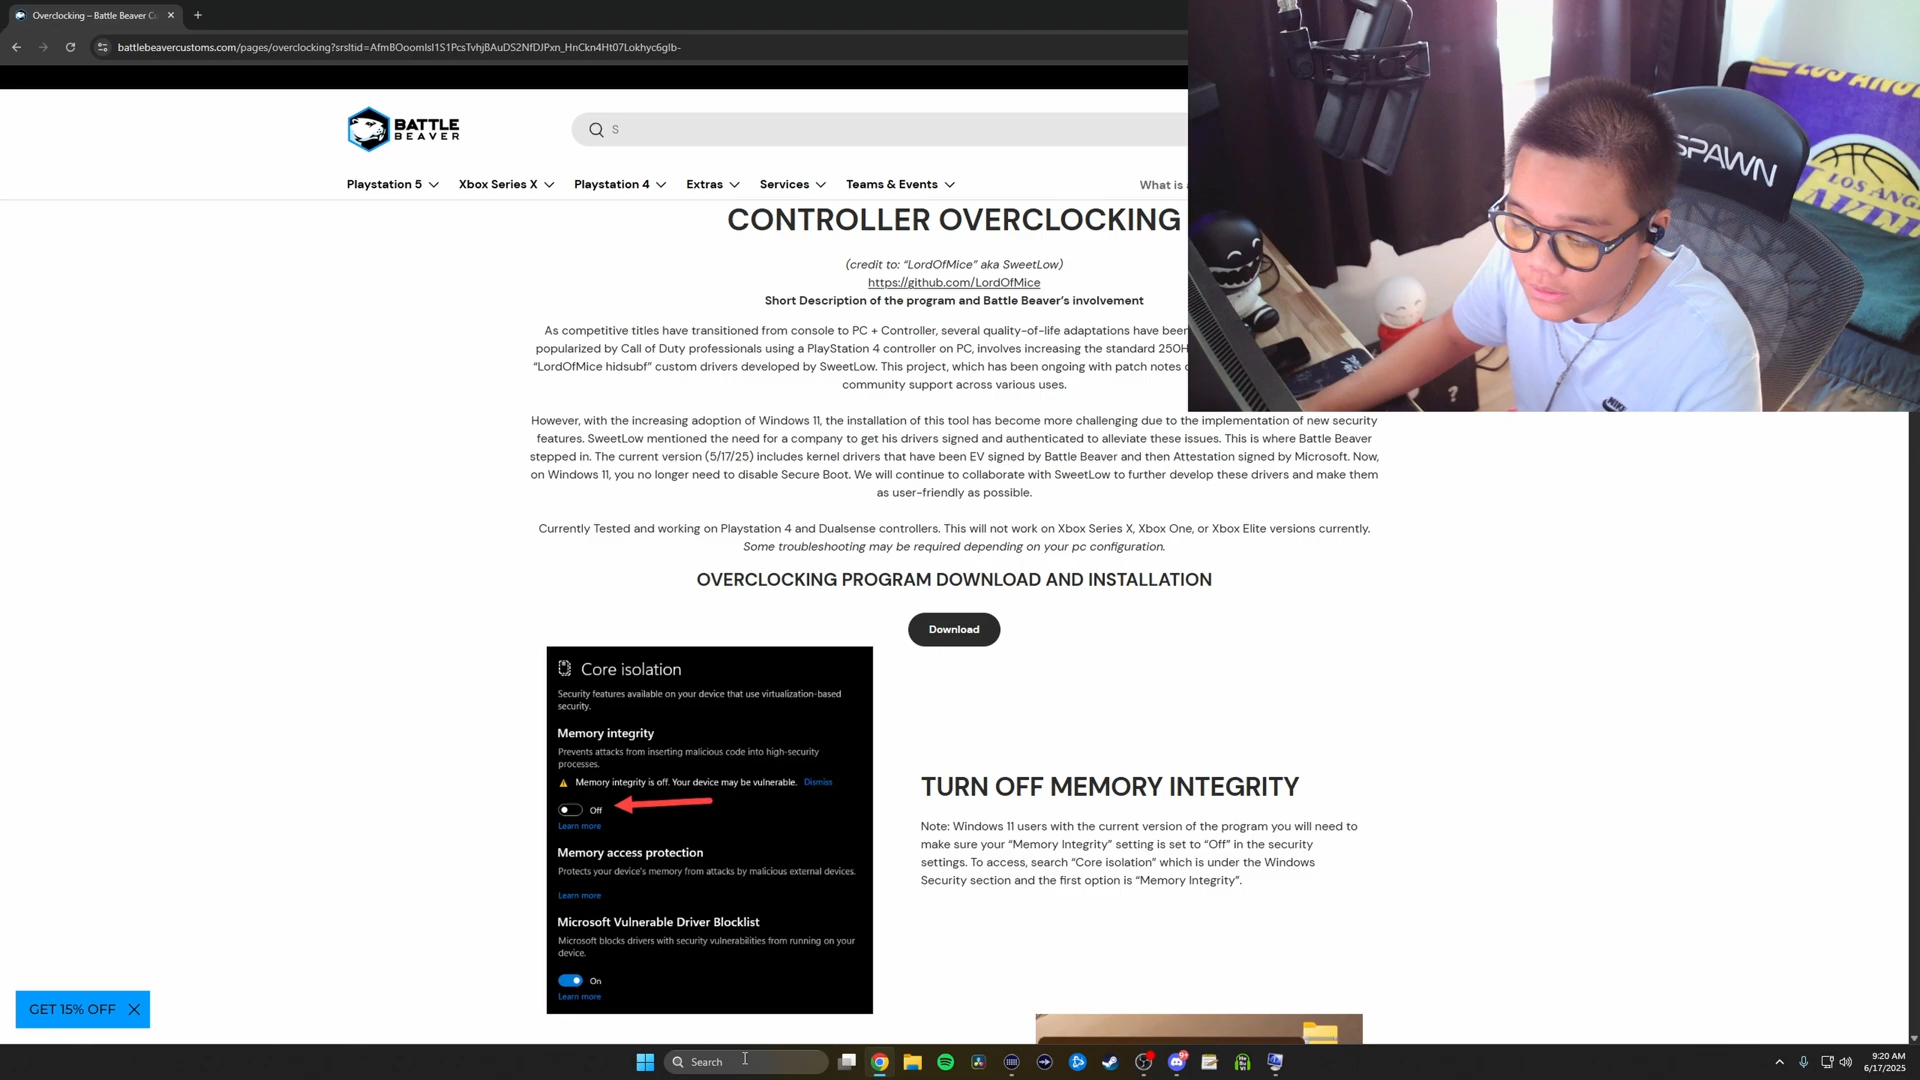 Overclocking – Battle Beaver Cu
battlebeavercustoms.com/pages/overclocking?srsltid=
BATTLE
BEAVER
S
Playstation 5
Xbox Series X
Playstation 4
Extras
Services
Teams & Events
What is a
CONTROLLER OVERCLOCKING
(credit to: “LordOfMice” aka SweetLow)
https://github.com/LordOfMice
Short Description of the program and Battle Beaver’s involvement
As competitive titles have transitioned from console to PC + Controller, several quality-of-life adaptations have been
popularized by Call of Duty professionals using a PlayStation 4 controller on PC, involves increasing the standard 250H
“LordOfMice hidsubf” custom drivers developed by SweetLow. This project, which has been ongoing with patch notes
community support across various uses.
However, with the increasing adoption of Windows 11, the installation of this tool has become more challenging due to the implementation of new security
features. SweetLow mentioned the need for a company to get his drivers signed and authenticated to alleviate these issues. This is where Battle Beaver
stepped in. The current version (5/17/25) includes kernel drivers that have been EV signed by Battle Beaver and then Attestation signed by Microsoft. Now,
on Windows 11, you no longer need to disable Secure Boot. We will continue to collaborate with SweetLow to further develop these drivers and make them
as user-friendly as possible.
Currently Tested and working on Playstation 4 and Dualsense controllers. This will not work on Xbox Series X, Xbox One, or Xbox Elite versions currently.
Some troubleshooting may be required depending on your pc configuration.
OVERCLOCKING PROGRAM DOWNLOAD AND INSTALLATION
Download
Core isolation
Security features available on your device that use virtualization-based
security.
Memory integrity
Prevents attacks from inserting malicious code into high-security
processes.
Memory integrity is off. Your device may be vulnerable. Dismiss
Off
Learn more
Memory access protection
Protects your device's memory from attacks by malicious external devices.
Learn more
Microsoft Vulnerable Driver Blocklist
Microsoft blocks drivers with security vulnerabilities from running on your
device.
On
Learn more
TURN OFF MEMORY INTEGRITY
Note: Windows 11 users with the current version of the program you will need to
make sure your “Memory Integrity” setting is set to “Off” in the security
settings. To access, search “Core isolation” which is under the Windows
Security section and the first option is “Memory Integrity”.
GET 15% OFF
Search
9:20 AM
6/17/2025
SPAWN
LOS ANGEL
LOS ANGE